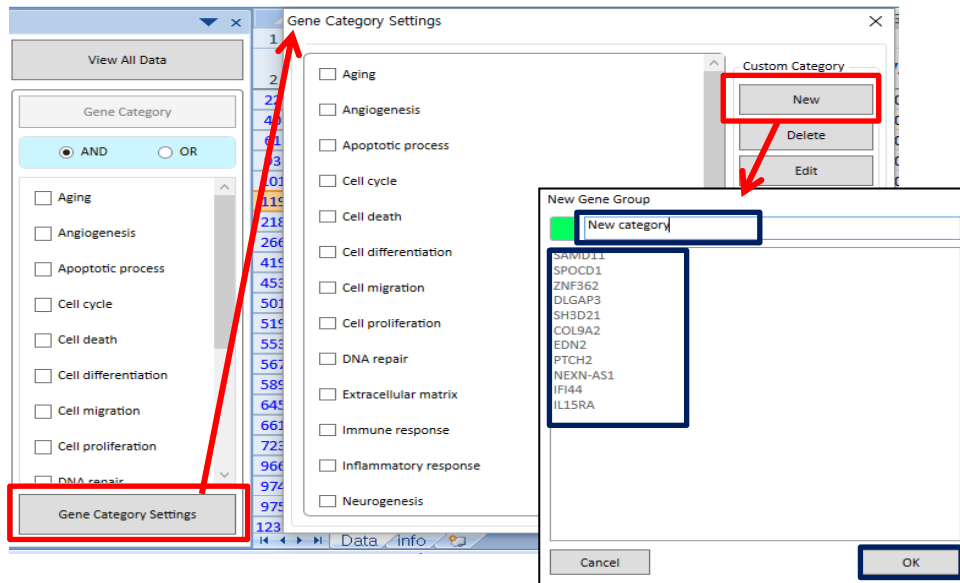 View All Data
Gene Category
AND
OR
Aging
Angiogenesis
Apoptotic process
Cell cycle
Cell death
Cell differentiation
Cell migration
Cell proliferation
DNA repair
Gene Category Settings
1
2
22
40
61
93
101
119
218
266
419
453
501
519
553
567
589
645
661
723
966
974
975
123
Data
info
Gene Category Settings
Aging
Angiogenesis
Apoptotic process
Cell cycle
Cell death
Cell differentiation
Cell migration
Cell proliferation
DNA repair
Extracellular matrix
Immune response
Inflammatory response
Neurogenesis
Custom Category
New
Delete
Edit
New Gene Group
New category
SAMD11
SPOCD1
ZNF362
DLGAP3
SH3D21
COL9A2
EDN2
PTCH2
NEXN-AS1
IFI44
IL15RA
Cancel
OK